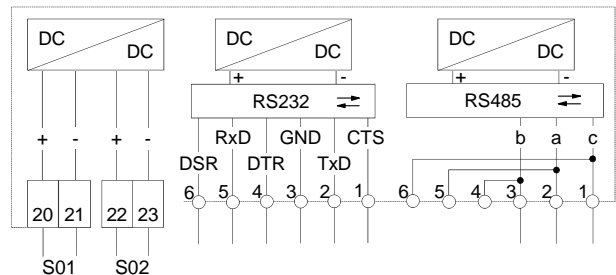 DC DC DC DC DC DC
+ - + -
RS232 RS485
+ - + - RxD GND CTS b a c
DSR DTR TxD
6 5 4 3 2 1 6 5 4 3 2 1
20 21 22 23
S01 S02